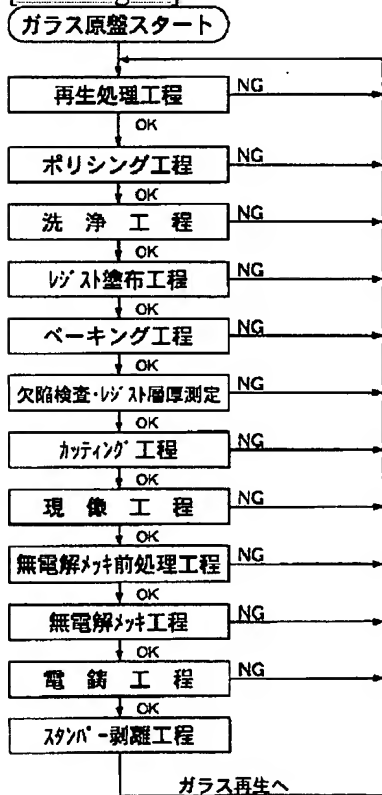 ガラス原盤スタート
再生処理工程 NG
OK
ポリシング工程 NG
OK
洗浄工程 NG
OK
レジスト塗布工程 NG
OK
ベーキング工程 NG
OK
欠陥検査・レジスト層厚測定 NG
OK
カッティング工程 NG
OK
現像工程 NG
OK
無電解メッキ前処理工程 NG
OK
無電解メッキ工程 NG
OK
電鋳工程 NG
OK
スタンパー剥離工程
ガラス再生へ